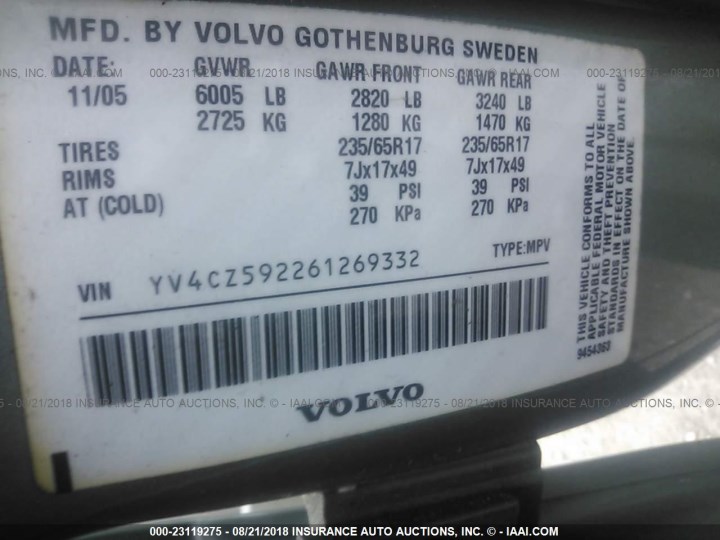 MFD. BY VOLVO GOTHENBURG SWEDEN
DATE: GVWR GAWR FRONT GAWR REAR
11/05 6005 LB 2820 LB 3240 LB
2725 KG 1280 KG 1470 KG
TIRES 235/65R17 235/65R17
RIMS 7Jx17x49 7Jx17x49
AT (COLD) 39 PSI 39 PSI
270 KPa 270 KPa
VIN YV4CZ592261269332 TYPE:MPV
VOLVO
THIS VEHICLE CONFORMS TO ALL
APPLICABLE FEDERAL MOTOR VEHICLE
SAFETY AND THEFT PREVENTION
STANDARDS IN EFFECT ON THE DATE OF
MANUFACTURE SHOWN ABOVE.
9454363
000-23119275 - 08/21/2018 INSURANCE AUTO AUCTIONS, INC. - © IAAI.COM